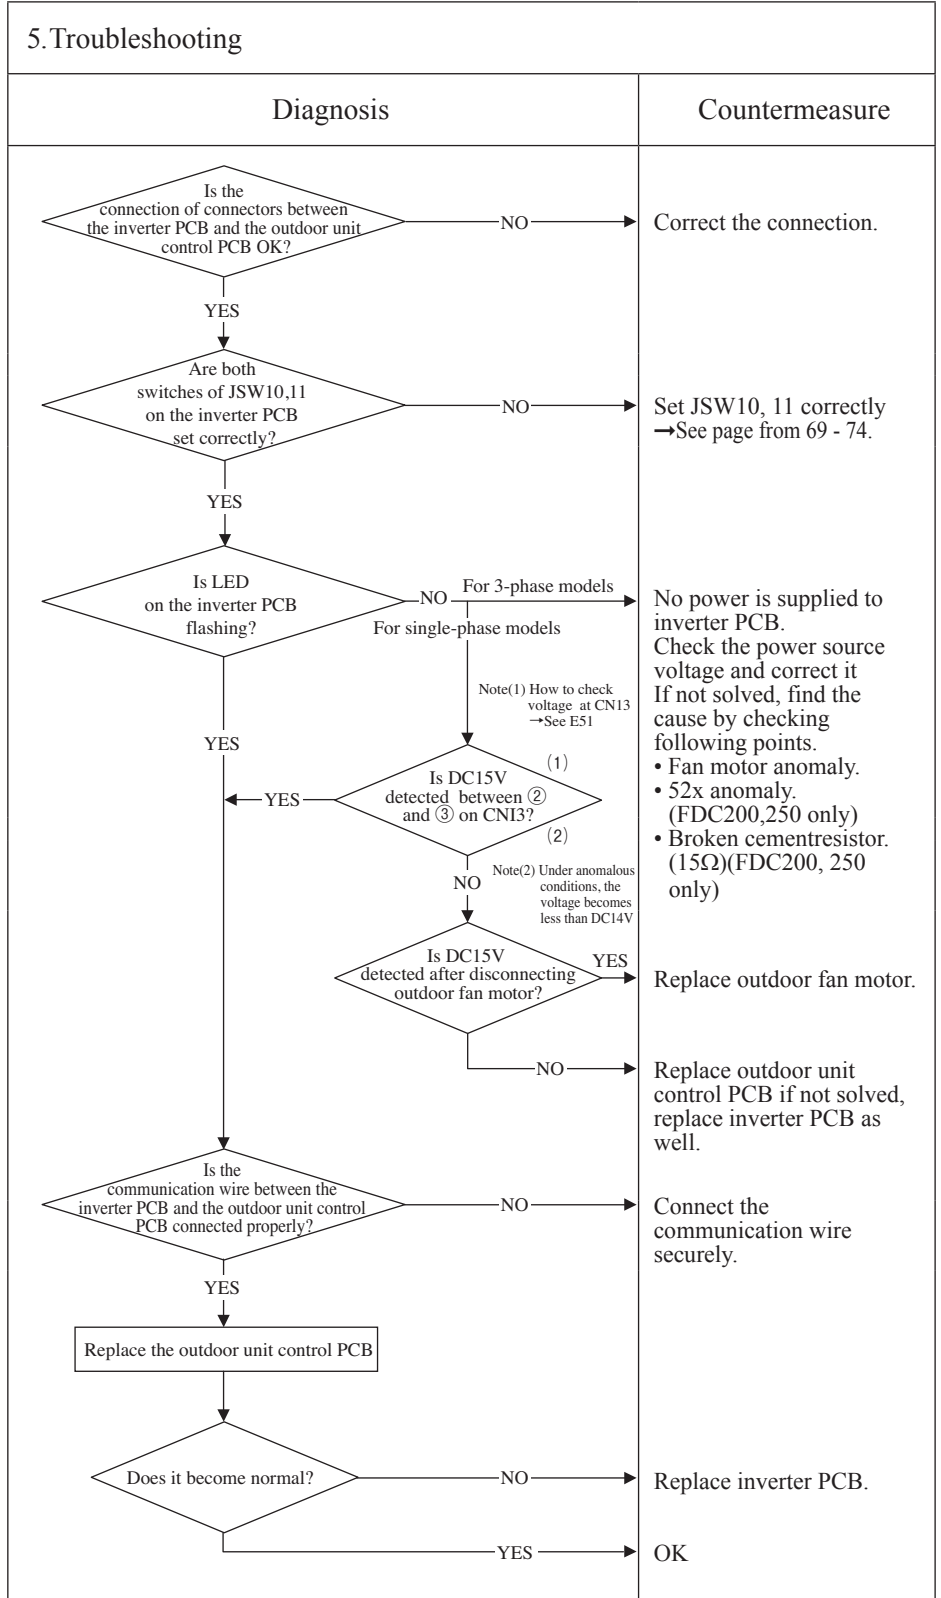 5.Troubleshooting
Diagnosis
Countermeasure
Is the
connection of connectors between
the inverter PCB and the outdoor unit
control PCB OK?
NO
Correct the connection.
YES
Are both
switches of JSW10,11
on the inverter PCB
set correctly?
NO
Set JSW10, 11 correctly
➞See page from 69 - 74.
YES
Is LED
on the inverter PCB
flashing?
NO
For 3-phase models
For single-phase models
No power is supplied to
inverter PCB.
Check the power source
voltage and correct it
If not solved, find the
cause by checking
following points.
• Fan motor anomaly.
• 52x anomaly.
(FDC200,250 only)
• Broken cementresistor.
(15Ω)(FDC200, 250
only)
Note(1) How to check
voltage at CN13
→See E51
YES
(1)
Is DC15V
detected between ②
and ③ on CNI3?
(2)
YES
NO
Note(2) Under anomalous
conditions, the
voltage becomes
less than DC14V
Is DC15V
detected after disconnecting
outdoor fan motor?
YES
Replace outdoor fan motor.
NO
Replace outdoor unit
control PCB if not solved,
replace inverter PCB as
well.
Is the
communication wire between the
inverter PCB and the outdoor unit control
PCB connected properly?
NO
Connect the
communication wire
securely.
YES
Replace the outdoor unit control PCB
Does it become normal?
NO
Replace inverter PCB.
YES
OK